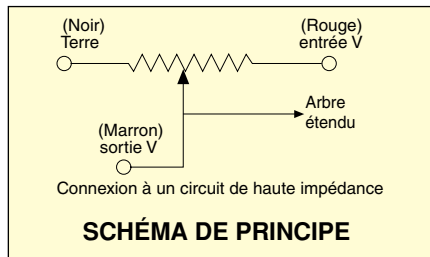 (Noir)
Terre
(Rouge)
entrée V
Arbre
étendu
(Marron)
sortie V
Connexion à un circuit de haute impédance
SCHÉMA DE PRINCIPE